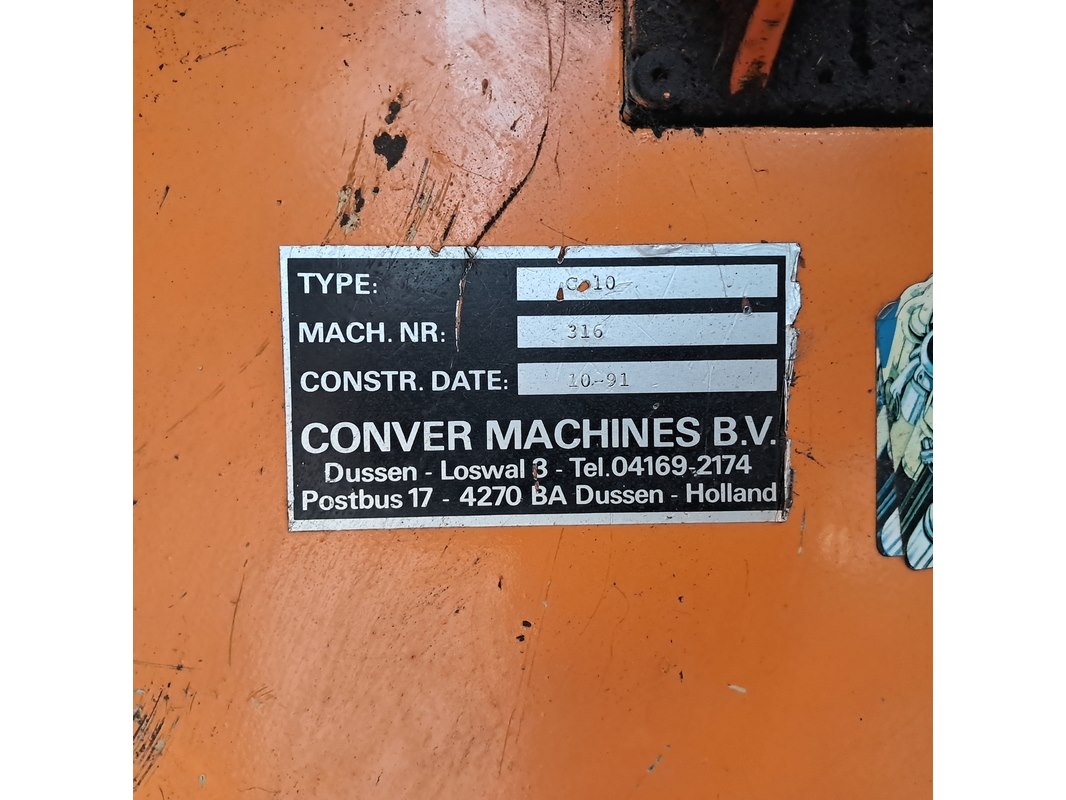 TYPE: C 10
MACH. NR: 316
CONSTR. DATE: 10-91
CONVER MACHINES B.V.
Dussen - Loswal 3 - Tel.04169-2174
Postbus 17 - 4270 BA Dussen - Holland